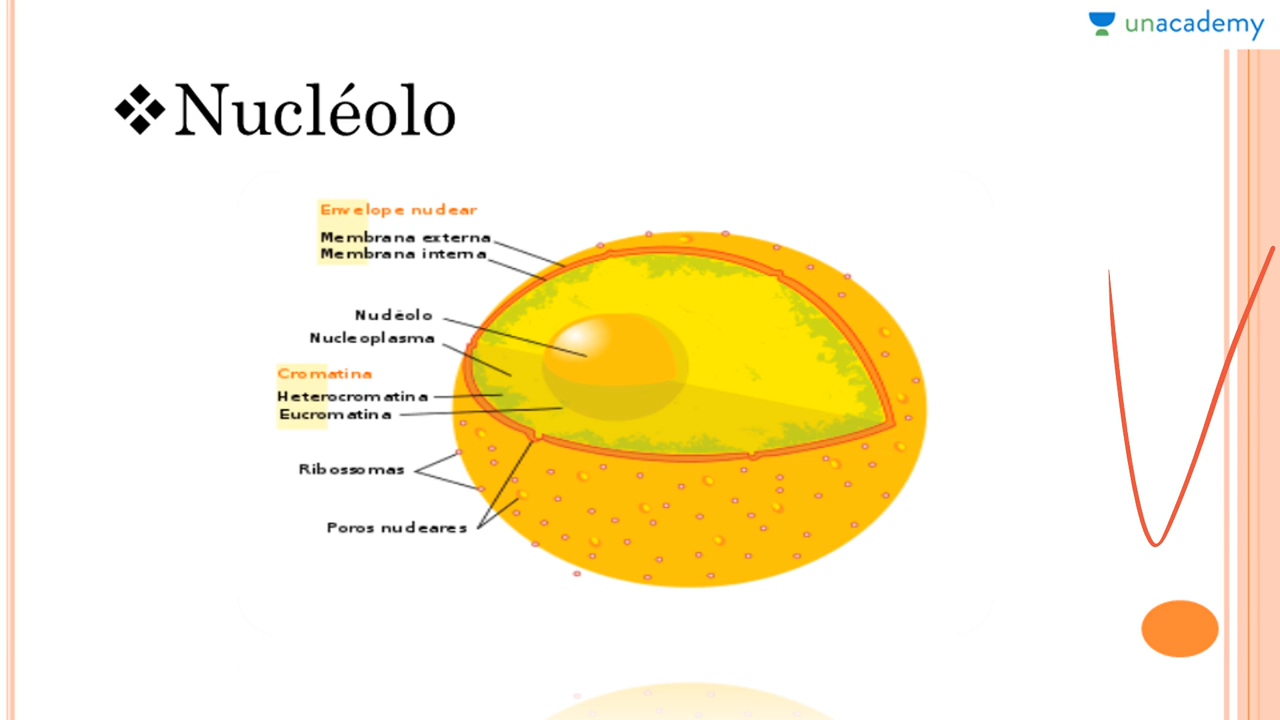 unacademy
❖Nucléolo
Envelope nuclear
Membrana externa
Membrana interna
Nucléolo
Nucleoplasma
Cromatina
Heterocromatina
Eucromatina
Ribossomas
Poros nucleares